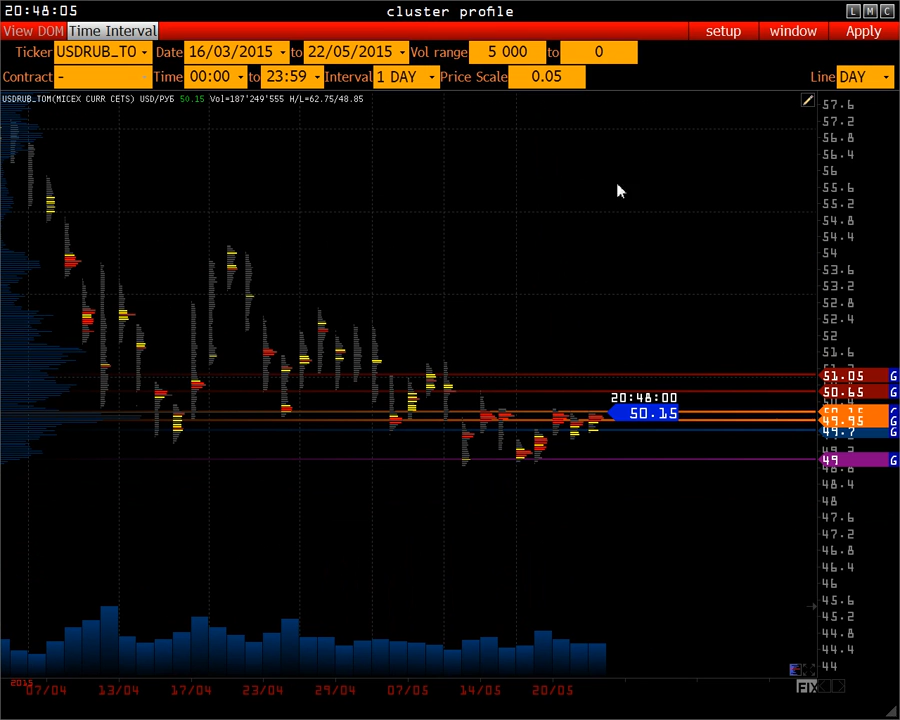 20:48:05 cluster profile L M C
View DOM Time Interval setup window Apply
Ticker USDRUB_TO Date 16/03/2015 to 22/05/2015 Vol range 5 000 to 0
Contract - Time 00:00 to 23:59 Interval 1 DAY Price Scale 0.05 Line DAY
USDRUB_TOM(MICEX CURR CETS) USD/РУБ 50.15 Vol=187'249'555 H/L=62.75/48.85
57.6
57.2
56.8
56.4
56
55.6
55.2
54.8
54.4
54
53.6
53.2
52.8
52.4
52
51.6
51.05 G
50.65 G
20:48:00
50.15
49.95 G
49.7
49 G
48.4
48
47.6
47.2
46.8
46.4
46
45.6
45.2
44.8
44.4
44
FIX
2015
07/04 13/04 17/04 23/04 29/04 07/05 14/05 20/05